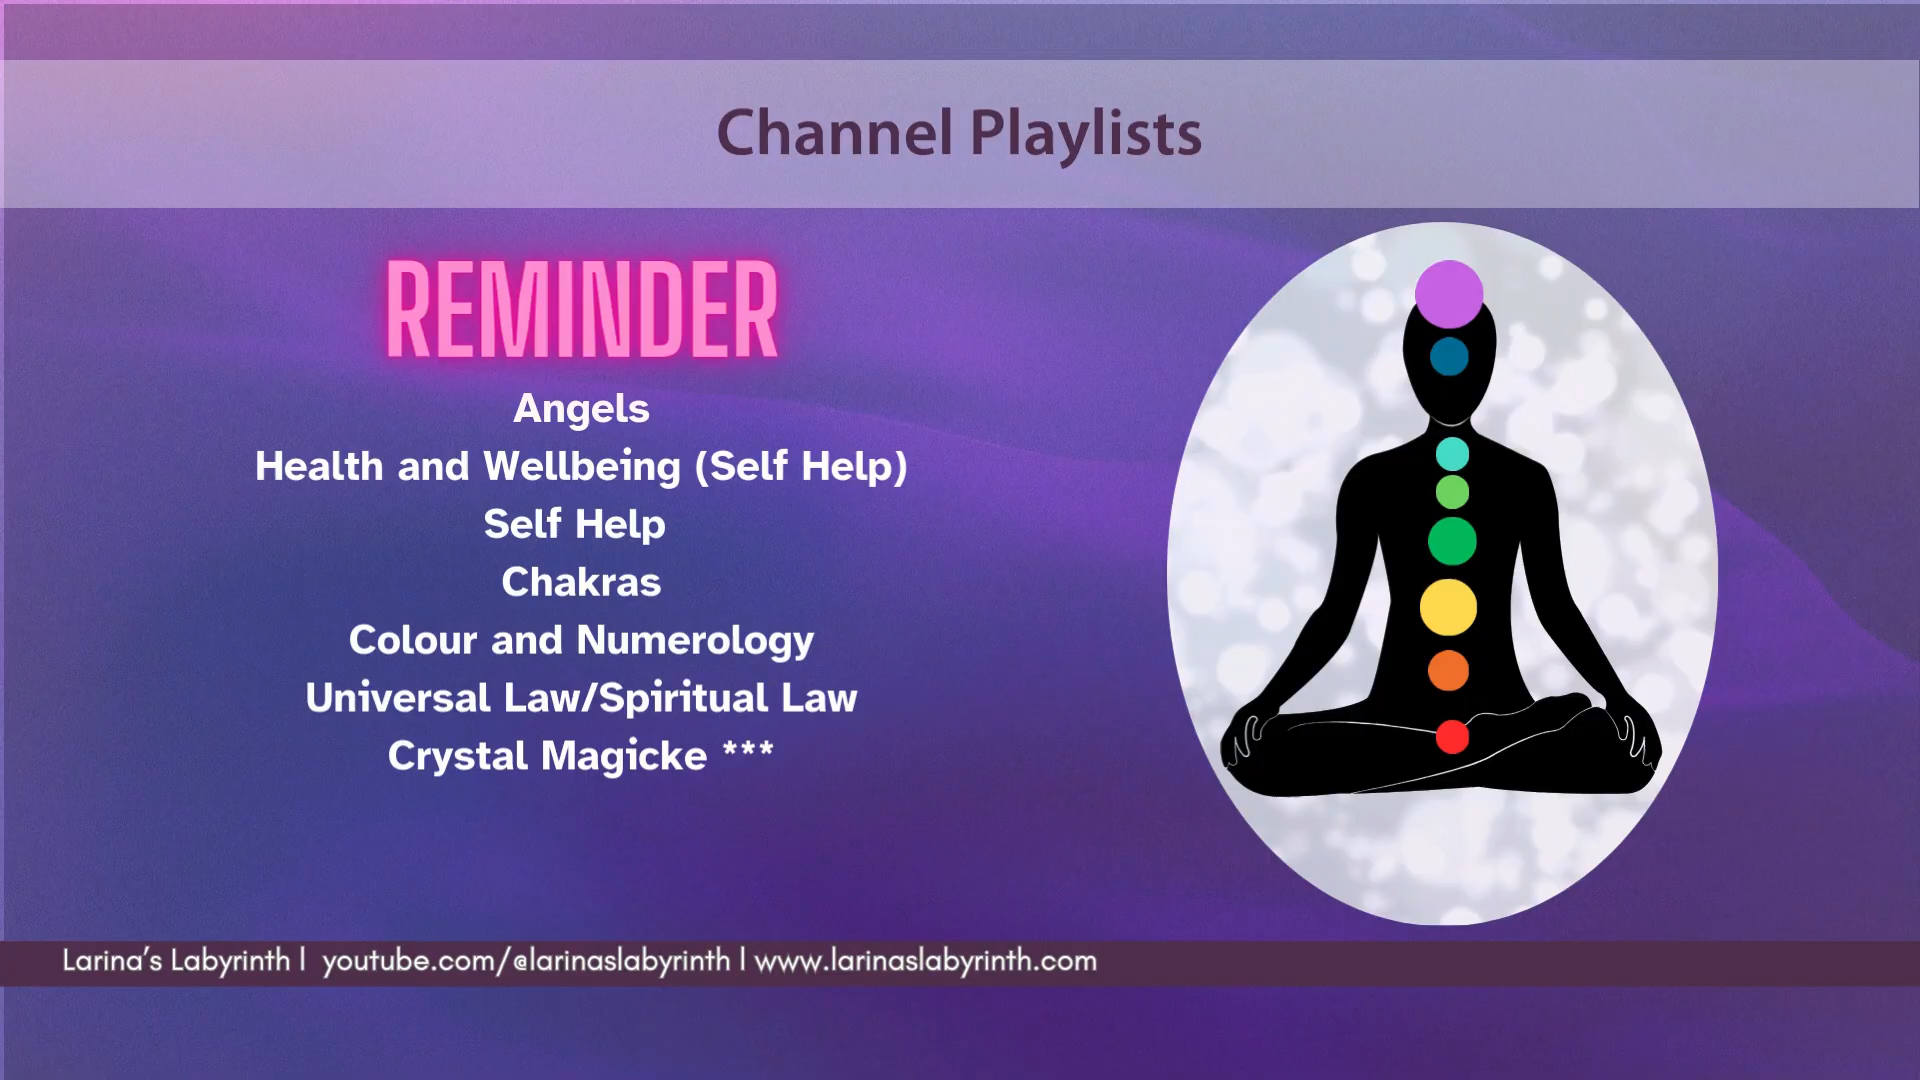 Channel Playlists
REMINDER
Angels
Health and Wellbeing (Self Help)
Self Help
Chakras
Colour and Numerology
Universal Law/Spiritual Law
Crystal Magicke ***
Larina’s Labyrinth | youtube.com/@larinaslabyrinth | www.larinaslabyrinth.com